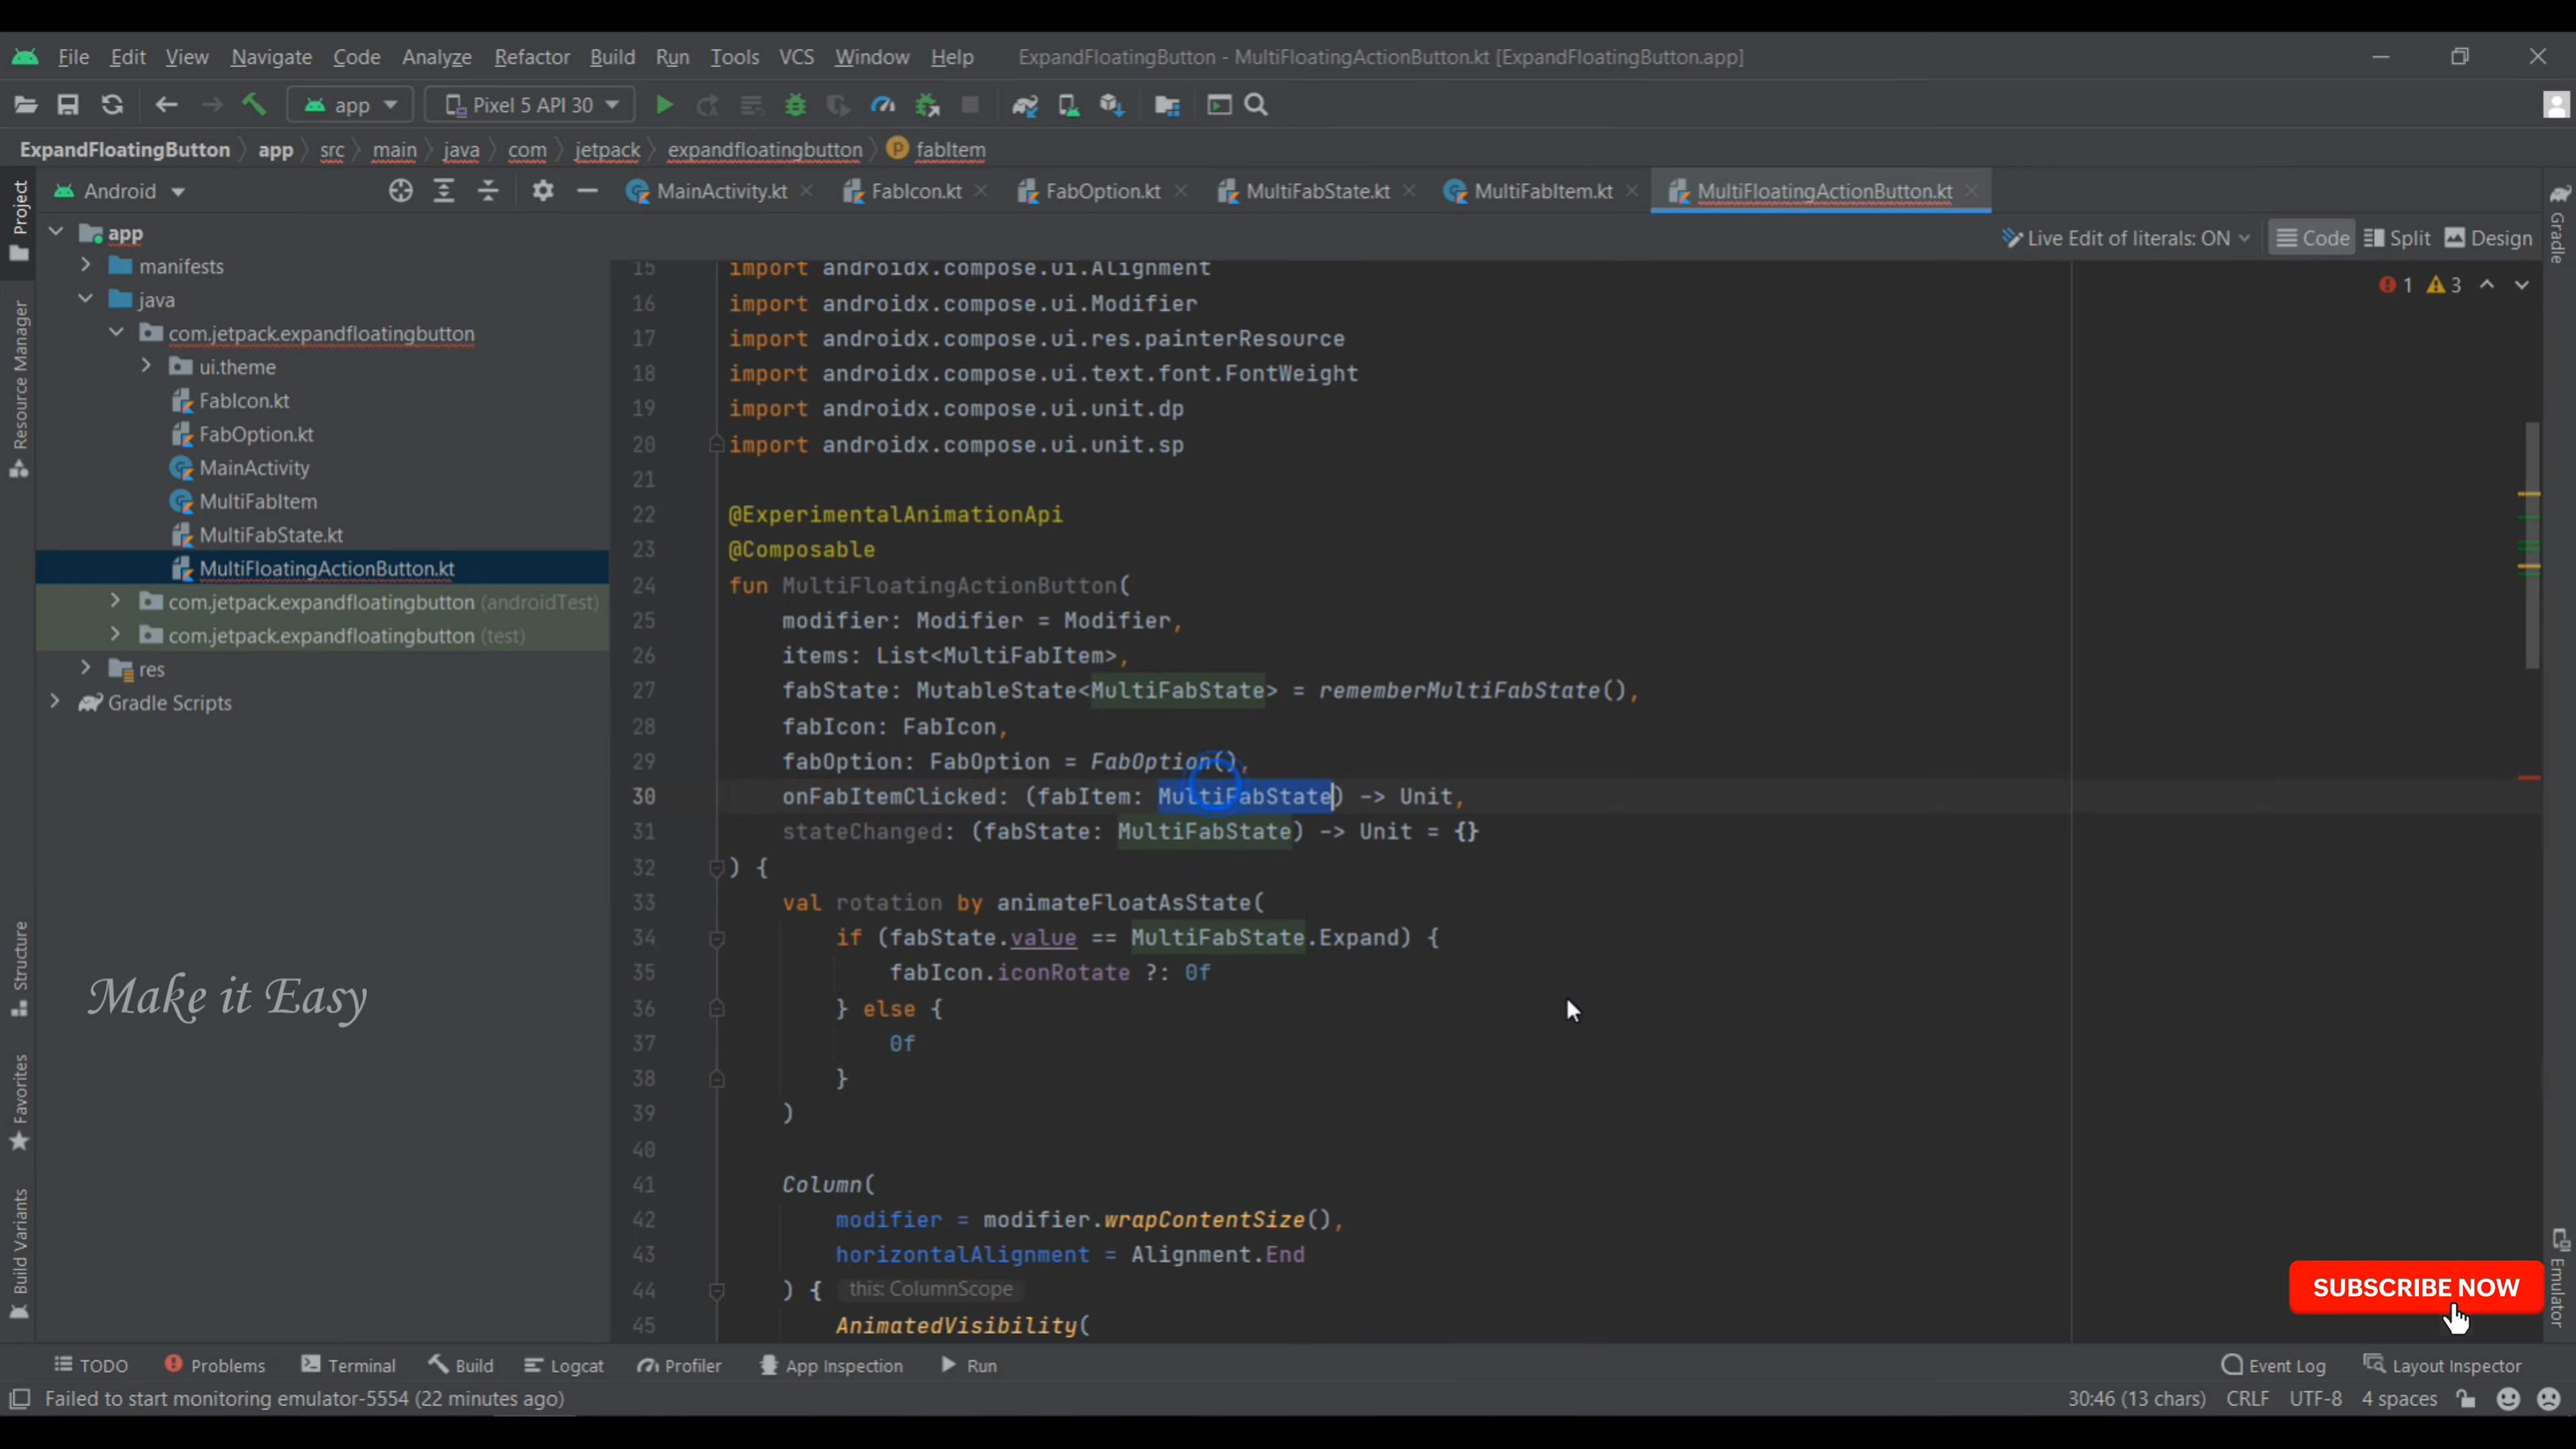 File Edit View Navigate Code Analyze Refactor Build Run Tools VCS Window Help ExpandFloatingButton - MultiFloatingActionButton.kt [ExpandFloatingButton.app]
app Pixel 5 API 30
ExpandFloatingButton app src main java com jetpack expandfloatingbutton fabItem
Project
Android
MainActivity.kt FabIcon.kt FabOption.kt MultiFabState.kt MultiFabItem.kt MultiFloatingActionButton.kt
Live Edit of literals: ON Code Split Design
Gradle
1 3
app
manifests
java
com.jetpack.expandfloatingbutton
ui.theme
FabIcon.kt
FabOption.kt
MainActivity
MultiFabItem
MultiFabState.kt
MultiFloatingActionButton.kt
com.jetpack.expandfloatingbutton (androidTest)
com.jetpack.expandfloatingbutton (test)
res
Gradle Scripts
Resource Manager
Structure
Favorites
Build Variants
Make it Easy
15 import androidx.compose.ui.Alignment
16 import androidx.compose.ui.Modifier
17 import androidx.compose.ui.res.painterResource
18 import androidx.compose.ui.text.font.FontWeight
19 import androidx.compose.ui.unit.dp
20 import androidx.compose.ui.unit.sp
21
22 @ExperimentalAnimationApi
23 @Composable
24 fun MultiFloatingActionButton(
25 modifier: Modifier = Modifier,
26 items: List<MultiFabItem>,
27 fabState: MutableState<MultiFabState> = rememberMultiFabState(),
28 fabIcon: FabIcon,
29 fabOption: FabOption = FabOption(),
30 onFabItemClicked: (fabItem: MultiFabState) -> Unit,
31 stateChanged: (fabState: MultiFabState) -> Unit = {}
32 ) {
33 val rotation by animateFloatAsState(
34 if (fabState.value == MultiFabState.Expand) {
35 fabIcon.iconRotate ?: 0f
36 } else {
37 0f
38 }
39 )
40
41 Column(
42 modifier = modifier.wrapContentSize(),
43 horizontalAlignment = Alignment.End
44 ) { this: ColumnScope
45 AnimatedVisibility(
SUBSCRIBE NOW
Emulator
TODO Problems Terminal Build Logcat Profiler App Inspection Run Event Log Layout Inspector
Failed to start monitoring emulator-5554 (22 minutes ago) 30:46 (13 chars) CRLF UTF-8 4 spaces